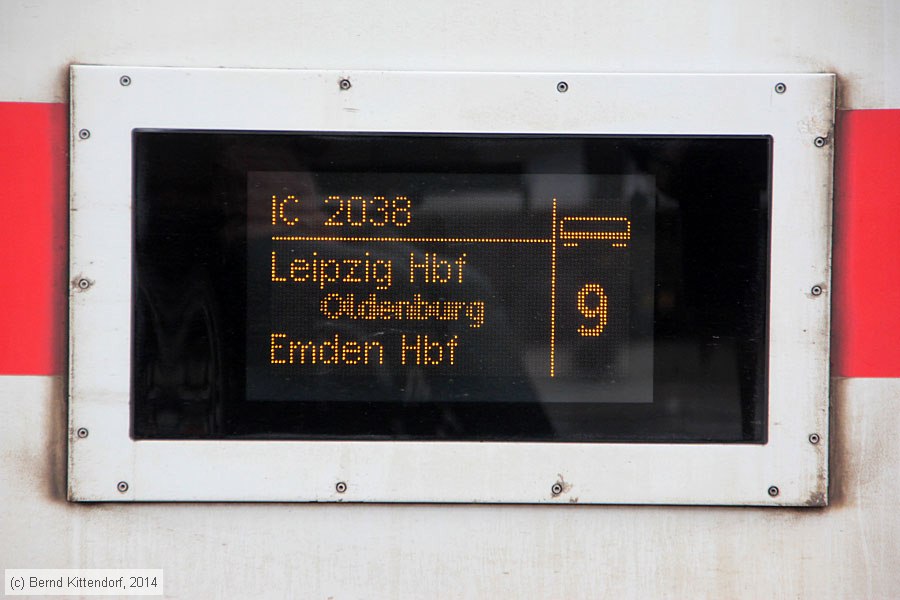 IC 2038
Leipzig Hbf
Oldenburg
Emden Hbf
9
(c) Bernd Kittendorf, 2014